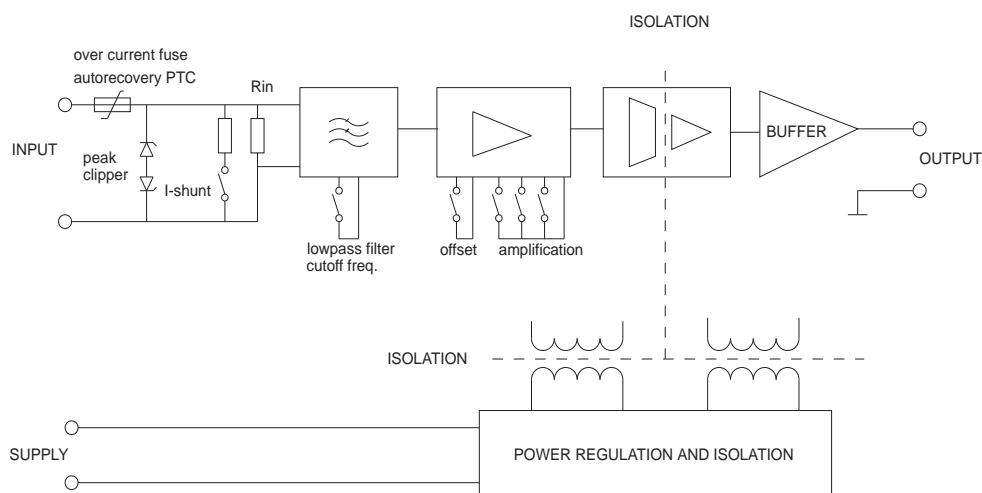 ISOLATION
over current fuse
autorecovery PTC
Rin
INPUT
peak
clipper
I-shunt
BUFFER
OUTPUT
lowpass filter
cutoff freq.
offset
amplification
ISOLATION
SUPPLY
POWER REGULATION AND ISOLATION